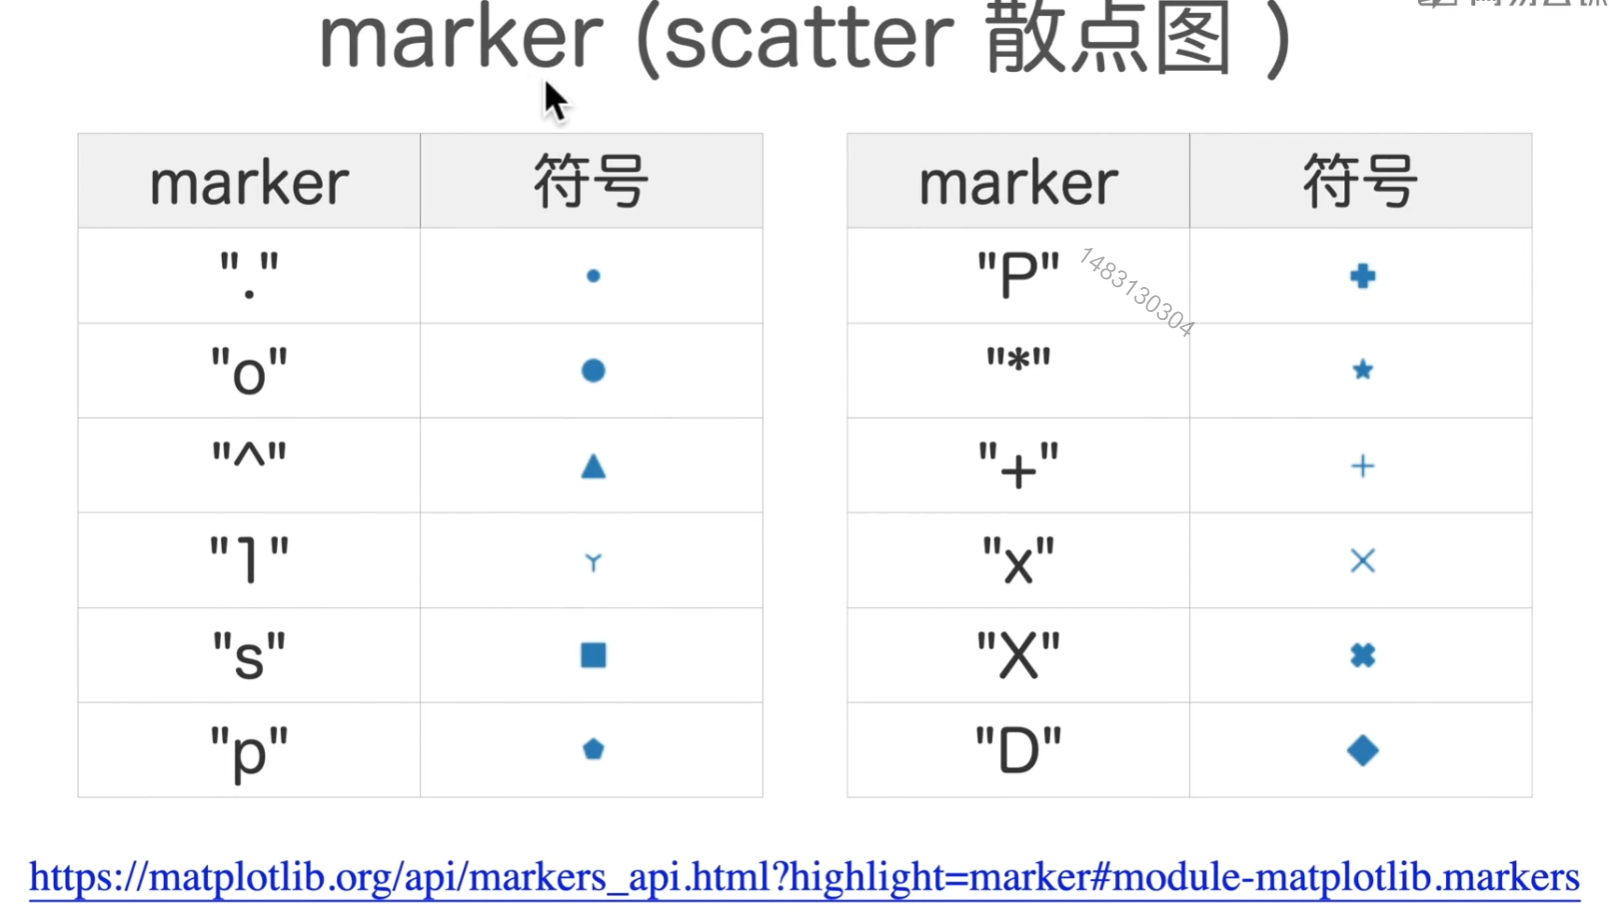 marker (scatter 散点图 )
marker 符号
"."
"o"
"^"
"1"
"s"
"p"
marker 符号
"P"
"*"
"+"
"x"
"X"
"D"
1483130304
https://matplotlib.org/api/markers_api.html?highlight=marker#module-matplotlib.markers